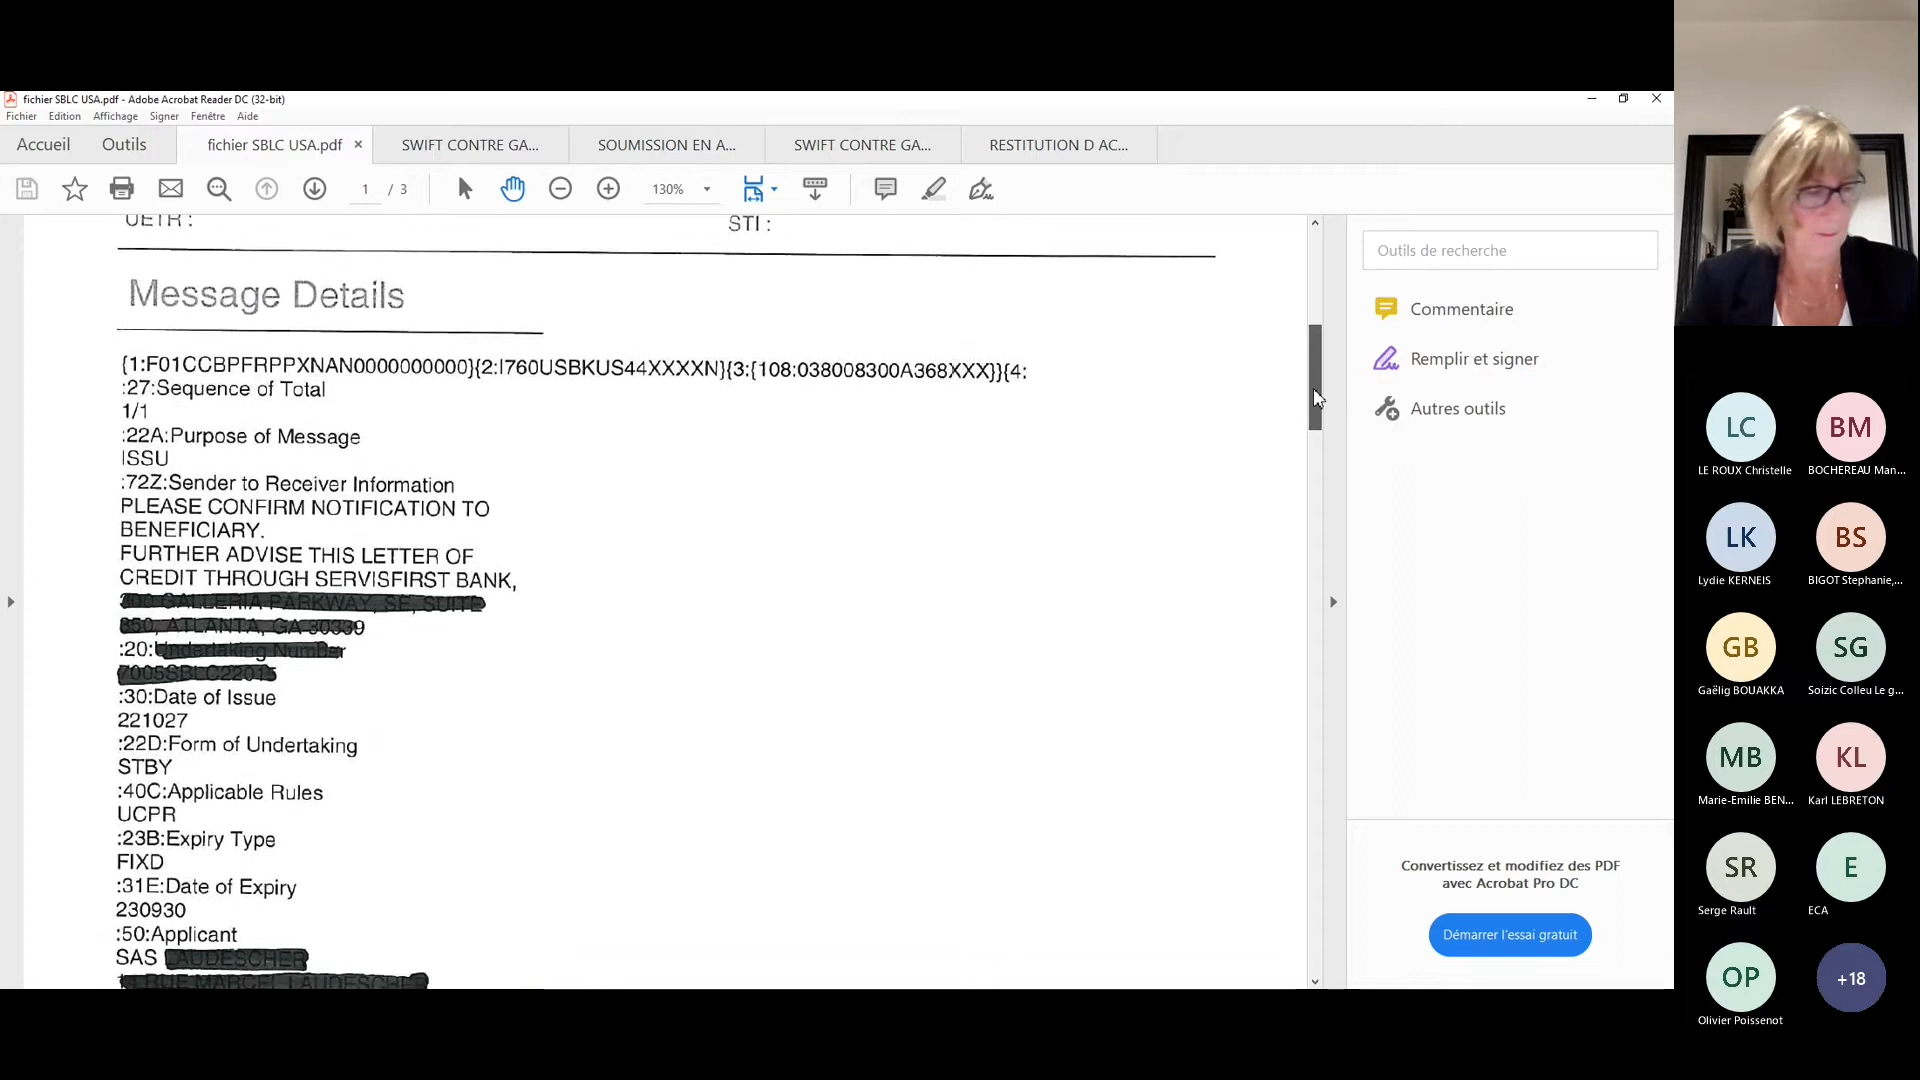 fichier SBLC USA.pdf - Adobe Acrobat Reader DC (32-bit)
Fichier Edition Affichage Signer Fenêtre Aide
Accueil Outils fichier SBLC USA.pdf × SWIFT CONTRE GA... SOUMISSION EN A... SWIFT CONTRE GA... RESTITUTION D AC...
1 / 3 130%
UETR : STI :
Message Details
{1:F01CCBPFRPPXNAN0000000000}{2:I760USBKUS44XXXXN}{3:{108:038008300A368XXX}}{4:
:27:Sequence of Total
1/1
:22A:Purpose of Message
ISSU
:72Z:Sender to Receiver Information
PLEASE CONFIRM NOTIFICATION TO
BENEFICIARY.
FURTHER ADVISE THIS LETTER OF
CREDIT THROUGH SERVISFIRST BANK,
:20:
:30:Date of Issue
221027
:22D:Form of Undertaking
STBY
:40C:Applicable Rules
UCPR
:23B:Expiry Type
FIXD
:31E:Date of Expiry
230930
:50:Applicant
SAS
Outils de recherche
Commentaire
Remplir et signer
Autres outils
Convertissez et modifiez des PDF
avec Acrobat Pro DC
Démarrer l'essai gratuit
LC BM
LE ROUX Christelle BOCHEREAU Man...
LK BS
Lydie KERNEIS BIGOT Stephanie,...
GB SG
Gaëlig BOUAKKA Soizic Colleu Le g...
MB KL
Marie-Emilie BEN... Karl LEBRETON
SR E
Serge Rault ECA
OP +18
Olivier Poissenot